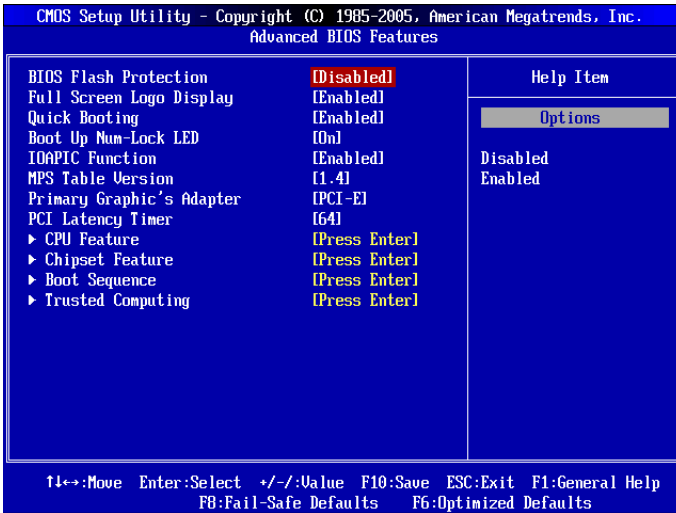 CMOS Setup Utility - Copyright (C) 1985-2005, American Megatrends, Inc.
Advanced BIOS Features
BIOS Flash Protection [Disabled]
Full Screen Logo Display [Enabled]
Quick Booting [Enabled]
Boot Up Num-Lock LED [On]
IOAPIC Function [Enabled]
MPS Table Version [1.4]
Primary Graphic's Adapter [PCI-E]
PCI Latency Timer [64]
▶ CPU Feature [Press Enter]
▶ Chipset Feature [Press Enter]
▶ Boot Sequence [Press Enter]
▶ Trusted Computing [Press Enter]
Help Item
Options
Disabled
Enabled
↑↓↔:Move Enter:Select +/-/:Value F10:Save ESC:Exit F1:General Help
F8:Fail-Safe Defaults F6:Optimized Defaults